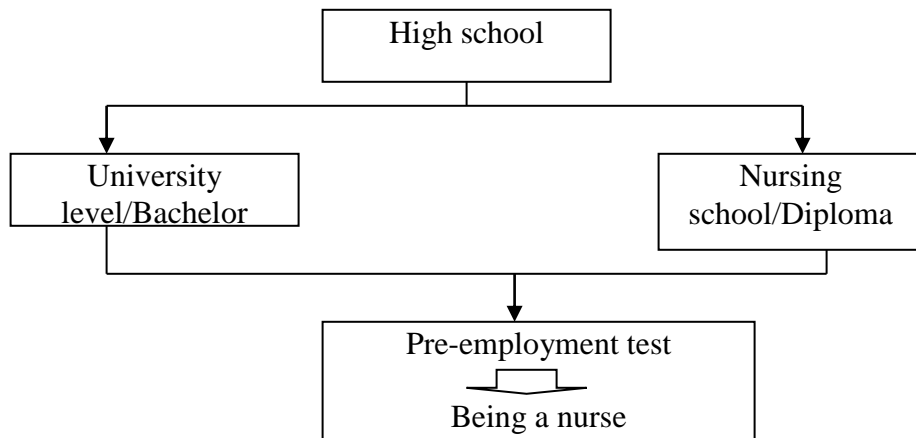 High school
University
level/Bachelor
Nursing
school/Diploma
Pre-employment test
Being a nurse